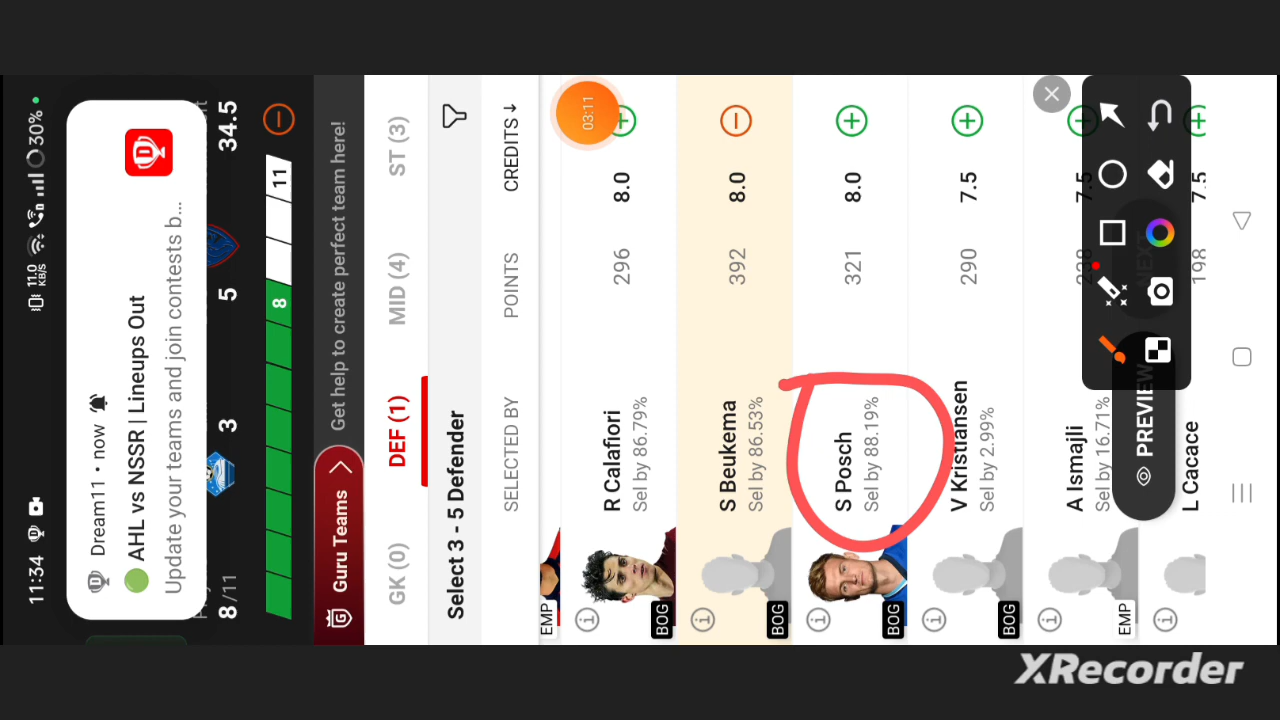 11:34
11.0 KB/S
30%
Dream11 • now
AHL vs NSSR | Lineups Out
Update your teams and join contests b...
8/11
3
5
34.5
8
11
Guru Teams
Get help to create perfect team here!
GK (0)
DEF (1)
MID (4)
ST (3)
Select 3 - 5 Defender
SELECTED BY
POINTS
CREDITS ↓
EMP
03:11
R Calafiori
Sel by 86.79%
296
8.0
BOG
S Beukema
Sel by 86.53%
392
8.0
BOG
S Posch
Sel by 88.19%
321
8.0
BOG
V Kristiansen
Sel by 2.99%
290
7.5
BOG
A Ismajli
Sel by 16.71%
7.5
EMP
PREVIEW
NEXT
L Cacace
198
7.5
XRecorder